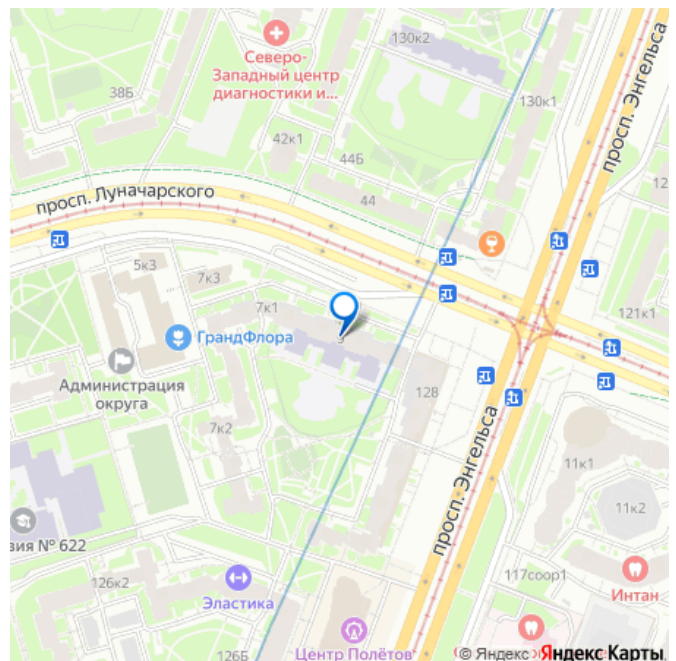 130к2
Северо-
Западный центр
диагностики и...
38Б
130к1
просп. Энгельса
42к1
44Б
44
12
просп. Луначарского
5к3
7к3
7к1
121к1
ГрандФлора
Администрация
округа
128
7к2
просп. Энгельса
11к1
11к2
зия № 622
126к2
117соор1
Эластика
Интан
126Б
Центр Полётов
© Яндекс Яндекс Карты